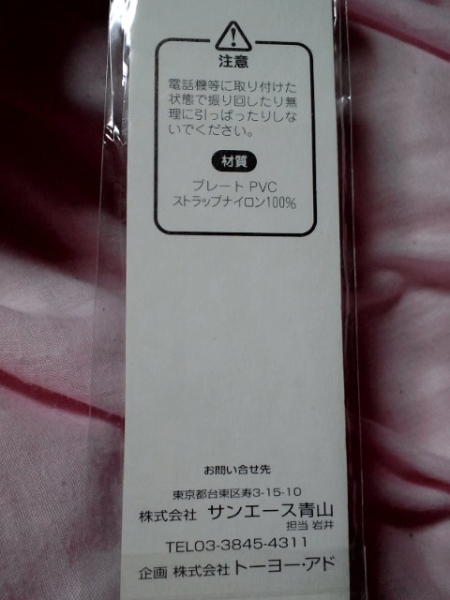 注意
電話機等に取り付けた
状態で振り回したり無
理に引っぱったりしな
いでください。
材質
プレート PVC
ストラップナイロン100%
お問い合せ先
東京都台東区寿3-15-10
株式会社 サンエース青山
担当 岩井
TEL03-3845-4311
企画 株式会社トーヨー・アド